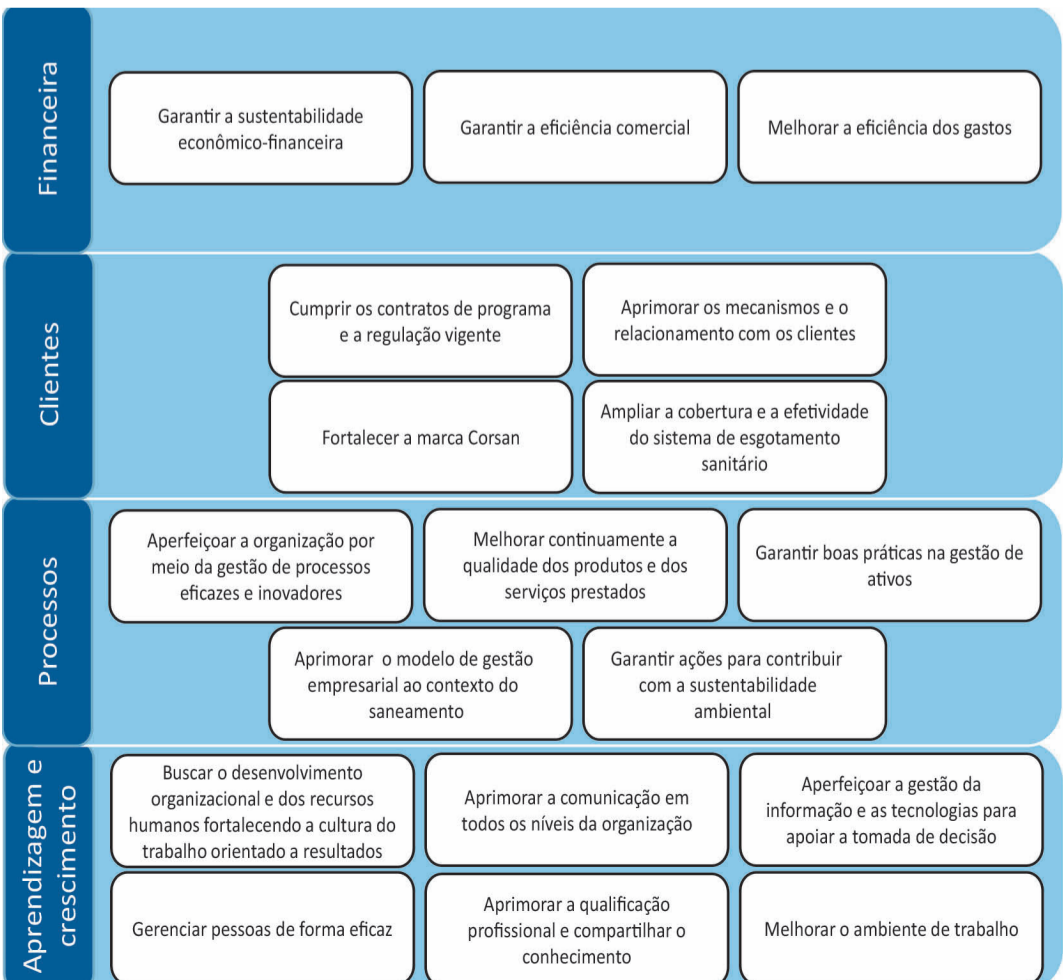 Financeira
Garantir a sustentabilidade
econômico-financeira
Garantir a eficiência comercial
Melhorar a eficiência dos gastos
Clientes
Cumprir os contratos de programa
e a regulação vigente
Aprimorar os mecanismos e o
relacionamento com os clientes
Fortalecer a marca Corsan
Ampliar a cobertura e a efetividade
do sistema de esgotamento
sanitário
Processos
Aperfeiçoar a organização por
meio da gestão de processos
eficazes e inovadores
Melhorar continuamente a
qualidade dos produtos e dos
serviços prestados
Garantir boas práticas na gestão de
ativos
Aprimorar o modelo de gestão
empresarial ao contexto do
saneamento
Garantir ações para contribuir
com a sustentabilidade
ambiental
Aprendizagem e
crescimento
Buscar o desenvolvimento
organizacional e dos recursos
humanos fortalecendo a cultura do
trabalho orientado a resultados
Aprimorar a comunicação em
todos os níveis da organização
Aperfeiçoar a gestão da
informação e as tecnologias para
apoiar a tomada de decisão
Gerenciar pessoas de forma eficaz
Aprimorar a qualificação
profissional e compartilhar o
conhecimento
Melhorar o ambiente de trabalho